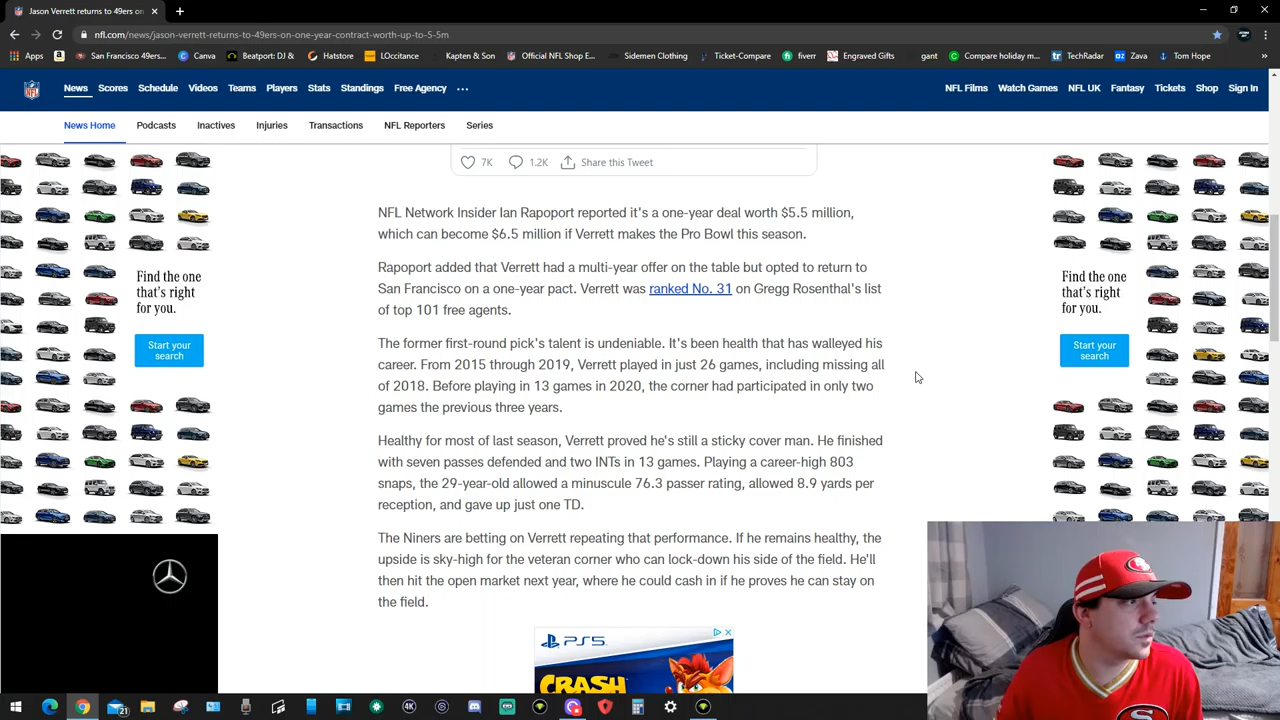 Jason Verrett returns to 49ers on
nfl.com/news/jason-verrett-returns-to-49ers-on-one-year-contract-worth-up-to-5-5m
Apps San Francisco 49ers... Canva Beatport: DJ & Hatstore LOccitance Kapten & Son Official NFL Shop E... Sidemen Clothing Ticket-Compare fiverr Engraved Gifts gant Compare holiday m... TechRadar Zava Tom Hope »
News Scores Schedule Videos Teams Players Stats Standings Free Agency ••• NFL Films Watch Games NFL UK Fantasy Tickets Shop Sign In
News Home Podcasts Inactives Injuries Transactions NFL Reporters Series
7K 1.2K Share this Tweet
NFL Network Insider Ian Rapoport reported it's a one-year deal worth $5.5 million,
which can become $6.5 million if Verrett makes the Pro Bowl this season.
Rapoport added that Verrett had a multi-year offer on the table but opted to return to
San Francisco on a one-year pact. Verrett was ranked No. 31 on Gregg Rosenthal's list
of top 101 free agents.
The former first-round pick's talent is undeniable. It's been health that has walleyed his
career. From 2015 through 2019, Verrett played in just 26 games, including missing all
of 2018. Before playing in 13 games in 2020, the corner had participated in only two
games the previous three years.
Healthy for most of last season, Verrett proved he's still a sticky cover man. He finished
with seven passes defended and two INTs in 13 games. Playing a career-high 803
snaps, the 29-year-old allowed a minuscule 76.3 passer rating, allowed 8.9 yards per
reception, and gave up just one TD.
The Niners are betting on Verrett repeating that performance. If he remains healthy, the
upside is sky-high for the veteran corner who can lock-down his side of the field. He'll
then hit the open market next year, where he could cash in if he proves he can stay on
the field.
Find the one
that's right
for you.
Start your
search
Find the one
that's right
for you.
Start your
search
PS5
CRASH
SF
21
4K